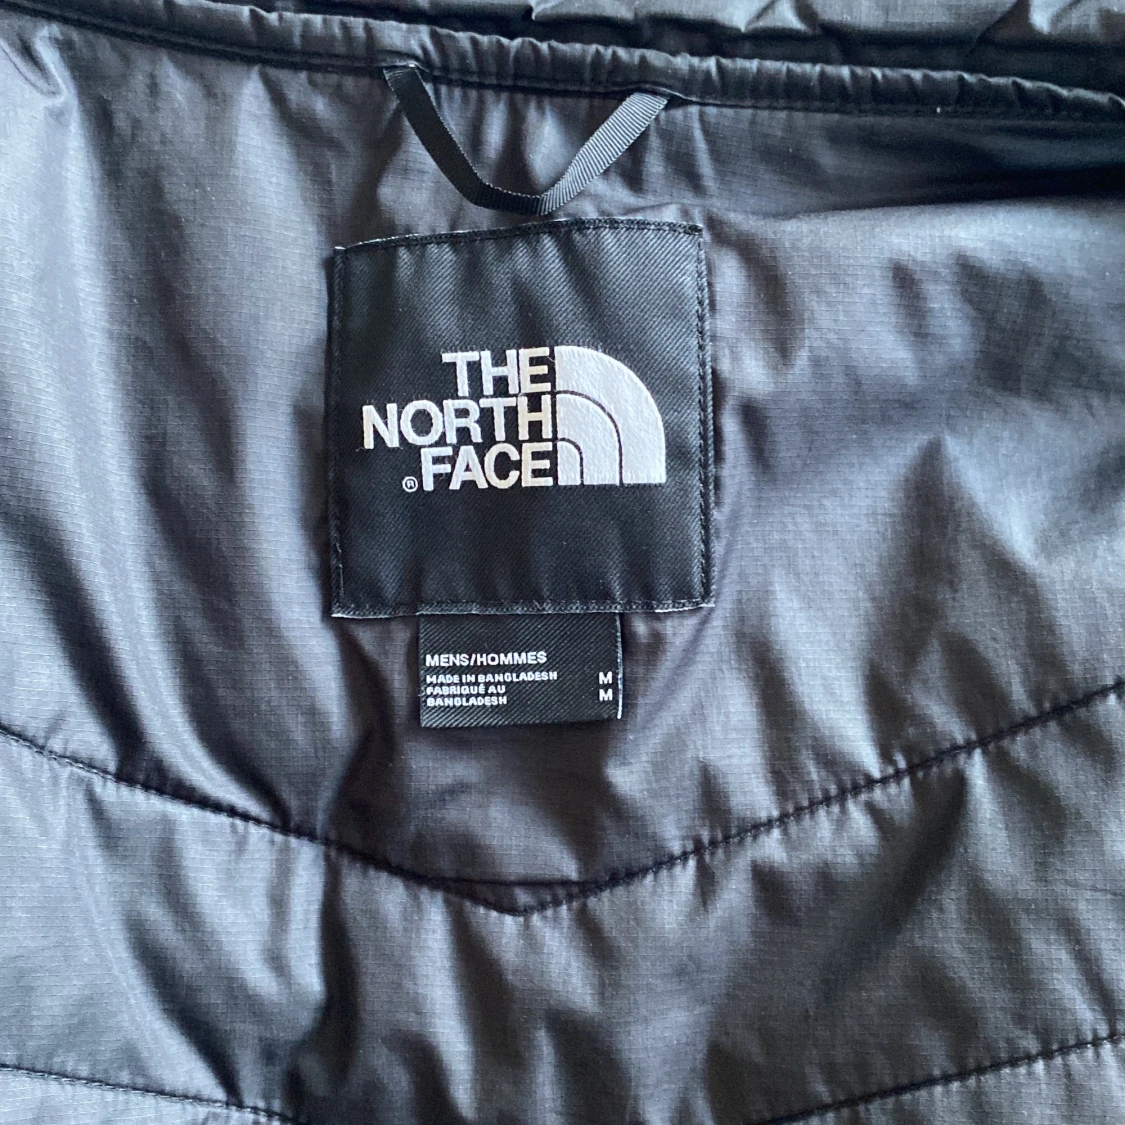 THE
NORTH
® FACE
MENS/HOMMES
MADE IN BANGLADESH M
FABRIQUÉ AU M
BANGLADESH